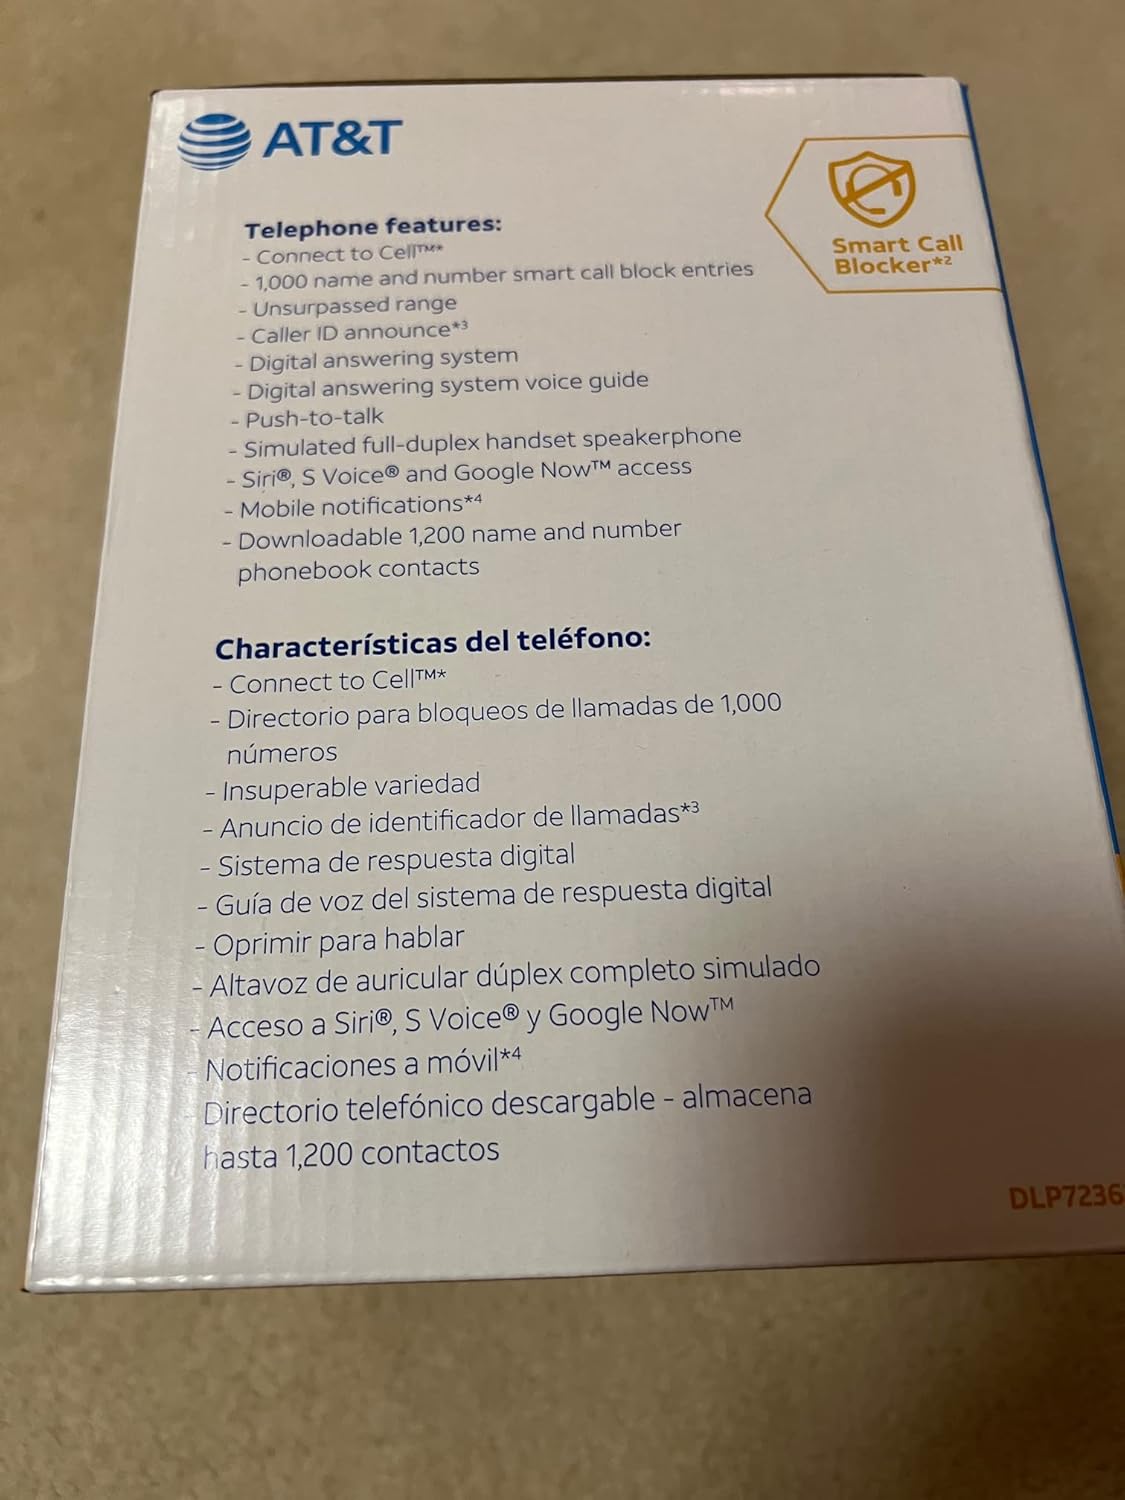 AT&T
Smart Call
Blocker*2
Telephone features:
- Connect to Cell™*
- 1,000 name and number smart call block entries
- Unsurpassed range
- Caller ID announce*3
- Digital answering system
- Digital answering system voice guide
- Push-to-talk
- Simulated full-duplex handset speakerphone
- Siri®, S Voice® and Google Now™ access
- Mobile notifications*4
- Downloadable 1,200 name and number
phonebook contacts
Características del teléfono:
- Connect to Cell™*
- Directorio para bloqueos de llamadas de 1,000
números
- Insuperable variedad
- Anuncio de identificador de llamadas*3
- Sistema de respuesta digital
- Guía de voz del sistema de respuesta digital
- Oprimir para hablar
- Altavoz de auricular dúplex completo simulado
- Acceso a Siri®, S Voice® y Google Now™
- Notificaciones a móvil*4
- Directorio telefónico descargable - almacena
hasta 1,200 contactos
DLP7236